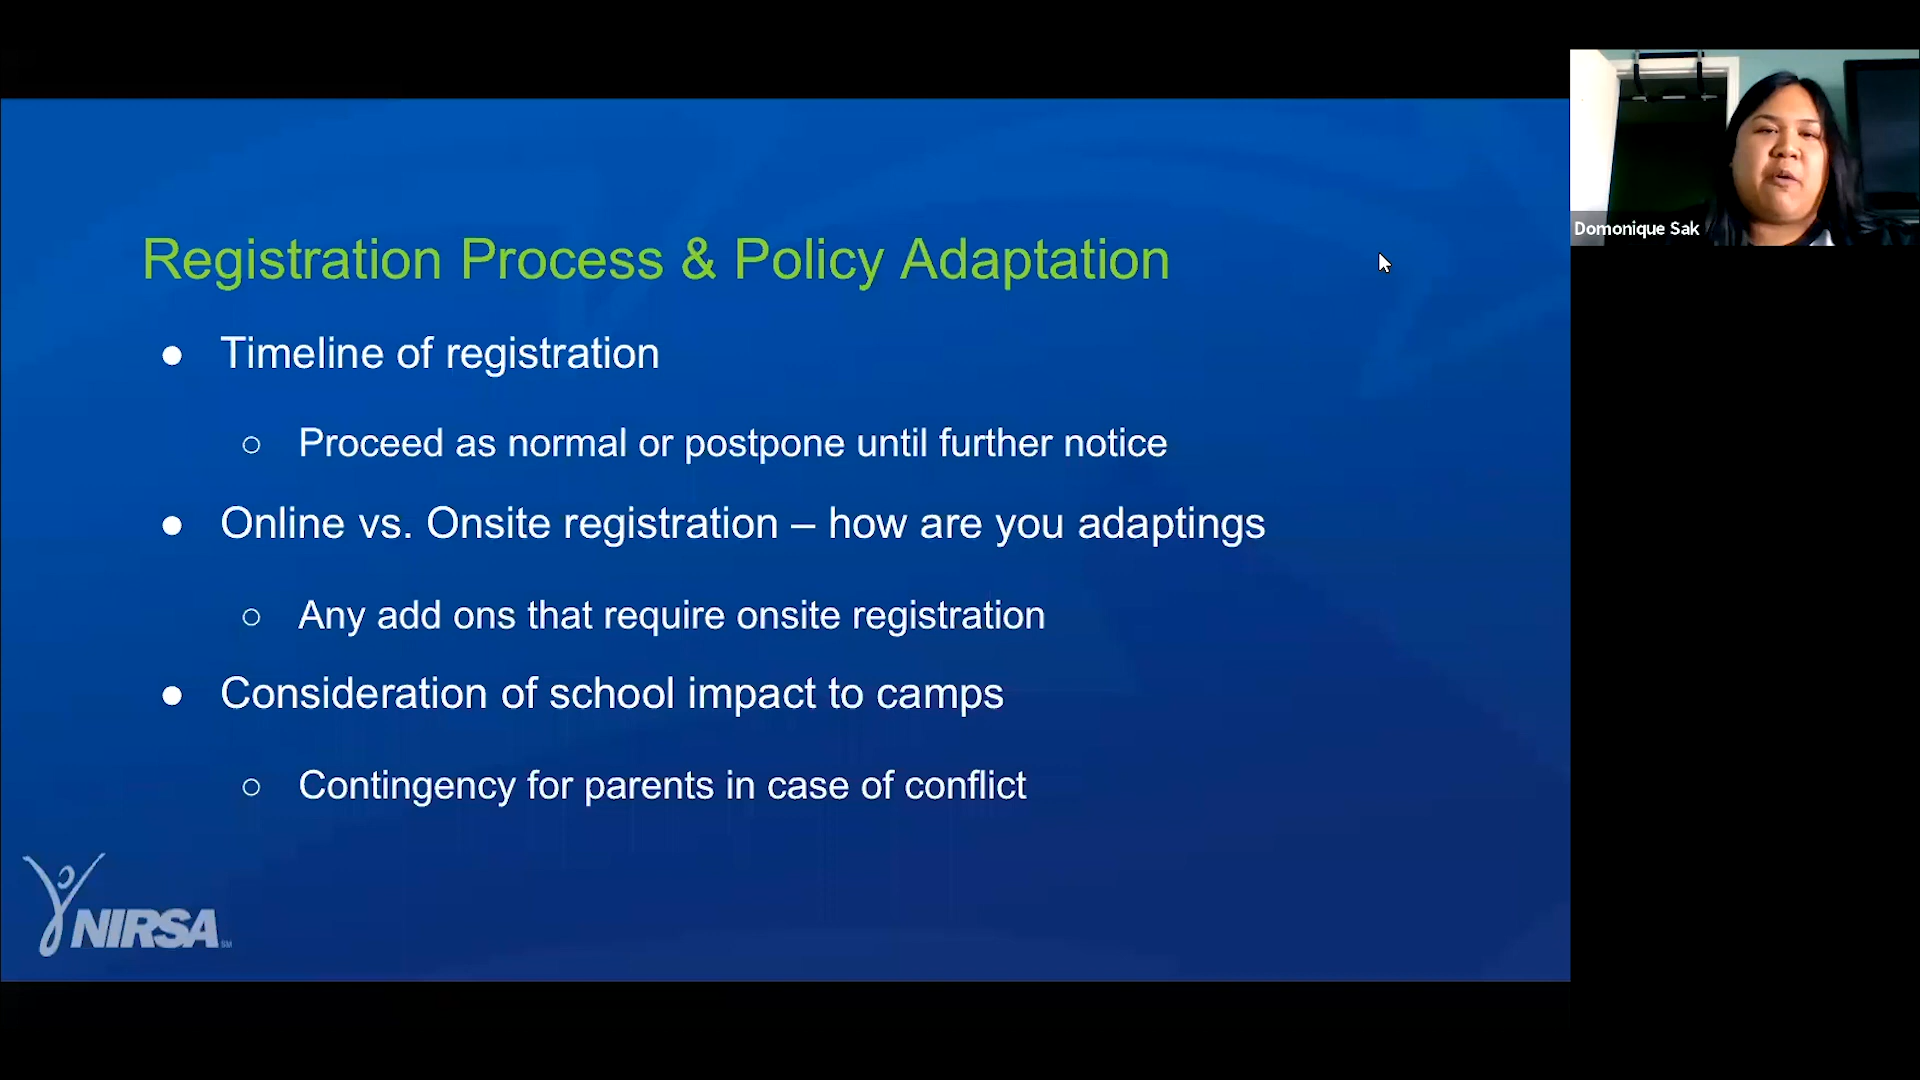 Registration Process & Policy Adaptation
● Timeline of registration
○ Proceed as normal or postpone until further notice
● Online vs. Onsite registration – how are you adaptings
○ Any add ons that require onsite registration
● Consideration of school impact to camps
○ Contingency for parents in case of conflict
NIRSA SM
Domonique Sak